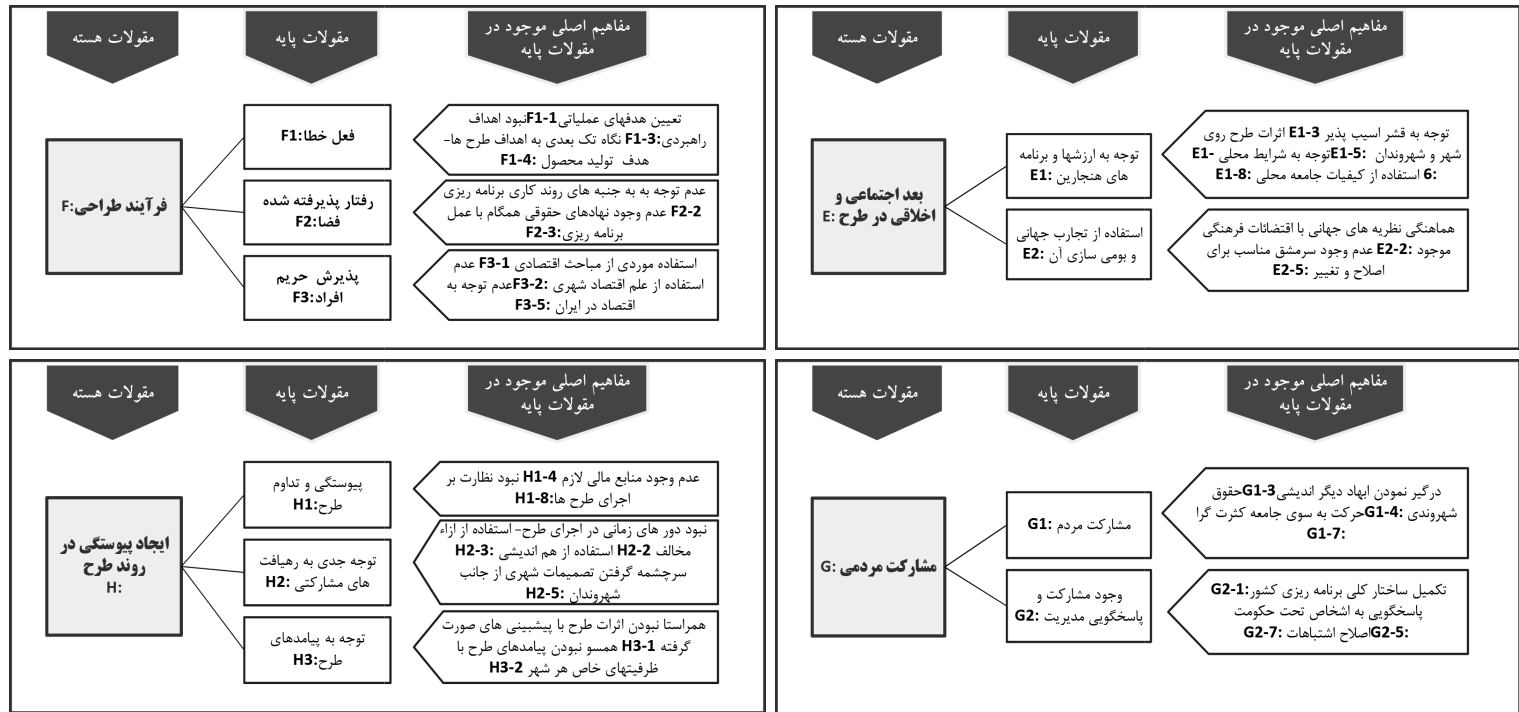 مفاهیم اصلی موجود در
مقولات پایه
مقولات پایه
مقولات هسته
توجه به قشر اسیب پذیر E1-3 اثرات طرح روی
شهر و شهروندان :E1-5توجه به شرایط محلی -E1
6: استفاده از کیفیات جامعه محلی :E1-8
توجه به ارزشها و برنامه
های هنجارین :E1
هماهنگی نظریه های جهانی با اقتضائات فرهنگی
موجود :E2-2 عدم وجود سرمشق مناسب برای
اصلاح و تغییر :E2-5
استفاده از تجارب جهانی
و بومی سازی آن :E2
بعد اجتماعی و
اخلاقی در طرح :E
مفاهیم اصلی موجود در
مقولات پایه
مقولات پایه
مقولات هسته
تعیین هدفهای عملیاتی F1-1نبود اهداف
راهبردی:F1-3 نگاه تک بعدی به اهداف طرح ها-
هدف تولید محصول :F1-4
فعل خطا:F1
عدم توجه به به جنبه های روند کاری برنامه ریزی
F2-2 عدم وجود نهادهای حقوقی همگام با عمل
برنامه ریزی:F2-3
رفتار پذیرفته شده
فضا:F2
استفاده موردی از مباحث اقتصادی F3-1 عدم
استفاده از علم اقتصاد شهری :F3-2عدم توجه به
اقتصاد در ایران :F3-5
پذیرش حریم
افراد:F3
فرآیند طراحی:F
مفاهیم اصلی موجود در
مقولات پایه
مقولات پایه
مقولات هسته
درگیر نمودن ابهاد دیگر اندیشیG1-3حقوق
شهروندی :G1-4حرکت به سوی جامعه کثرت گرا
G1-7:
مشارکت مردم :G1
تکمیل ساختار کلی برنامه ریزی کشور:G2-1
پاسخگویی به اشخاص تحت حکومت
G2-5:اصلاح اشتباهات :G2-7
وجود مشارکت و
پاسخگویی مدیریت :G2
مشارکت مردمی :G
مفاهیم اصلی موجود در
مقولات پایه
مقولات پایه
مقولات هسته
عدم وجود منابع مالی لازم H1-4 نبود نظارت بر
اجرای طرح ها:H1-8
پیوستگی و تداوم
طرح:H1
نبود دور های زمانی در اجرای طرح- استفاده از ازاء
مخالف H2-2 استفاده از هم اندیشی :H2-3
سرچشمه گرفتن تصمیمات شهری از جانب
شهروندان :H2-5
توجه جدی به رهیافت
های مشارکتی :H2
همراستا نبودن اثرات طرح با پیشبینی های صورت
گرفته H3-1 همسو نبودن پیامدهای طرح با
ظرفیتهای خاص هر شهر H3-2
توجه به پیامدهای
طرح:H3
ایجاد پیوستگی در
روند طرح
H: